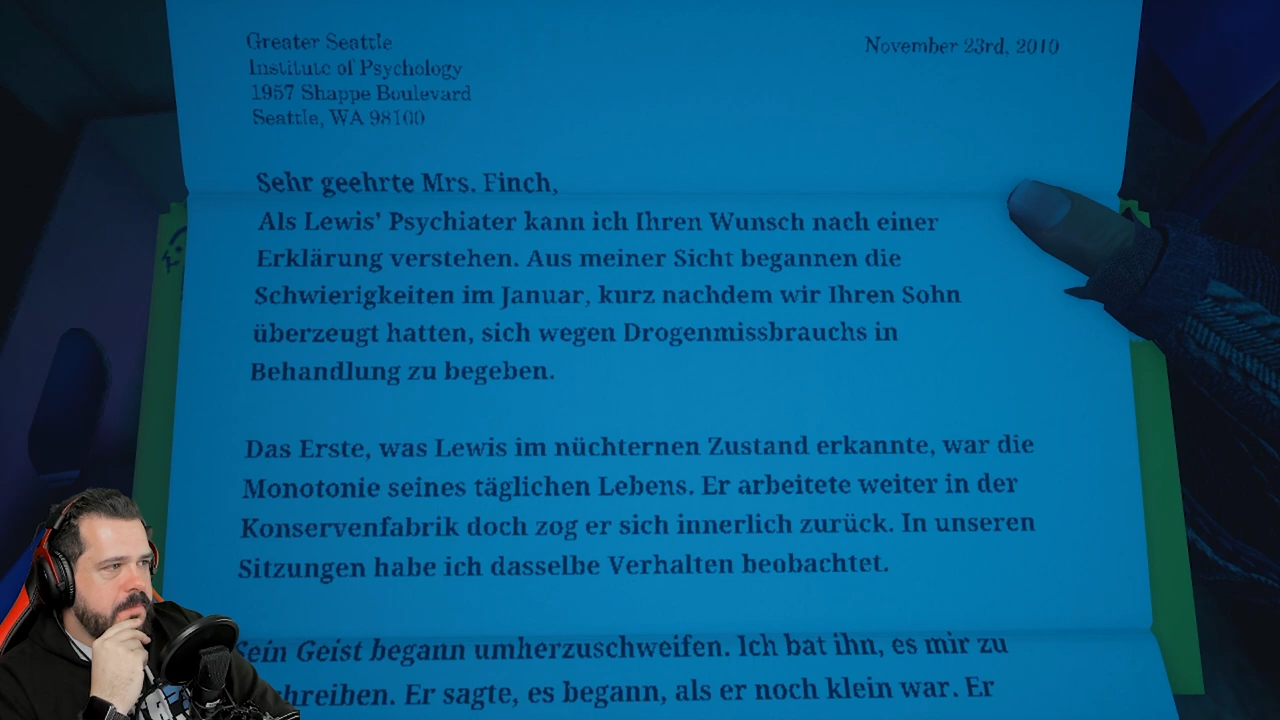 Greater Seattle
Institute of Psychology
1957 Shappe Boulevard
Seattle, WA 98100
November 23rd, 2010
Sehr geehrte Mrs. Finch,
Als Lewis' Psychiater kann ich Ihren Wunsch nach einer
Erklärung verstehen. Aus meiner Sicht begannen die
Schwierigkeiten im Januar, kurz nachdem wir Ihren Sohn
überzeugt hatten, sich wegen Drogenmissbrauchs in
Behandlung zu begeben.
Das Erste, was Lewis im nüchternen Zustand erkannte, war die
Monotonie seines täglichen Lebens. Er arbeitete weiter in der
Konservenfabrik doch zog er sich innerlich zurück. In unseren
Sitzungen habe ich dasselbe Verhalten beobachtet.
Sein Geist begann umherzuschweifen. Ich bat ihn, es mir zu
chreiben. Er sagte, es begann, als er noch klein war. Er